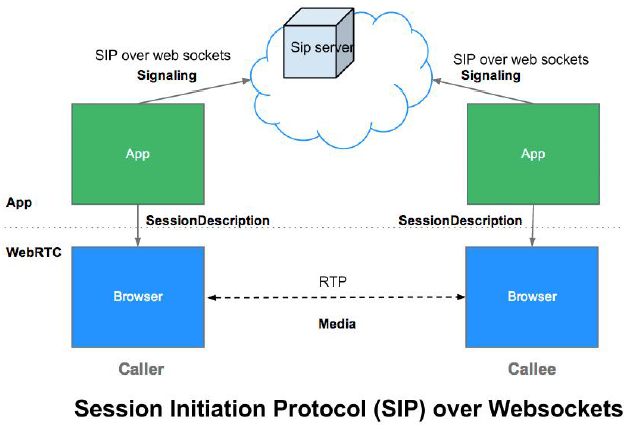 Sip server
SIP over web sockets
Signaling
SIP over web sockets
Signaling
App
App
App
SessionDescription
SessionDescription
WebRTC
Browser
RTP
Browser
Media
Caller
Callee
Session Initiation Protocol (SIP) over Websockets